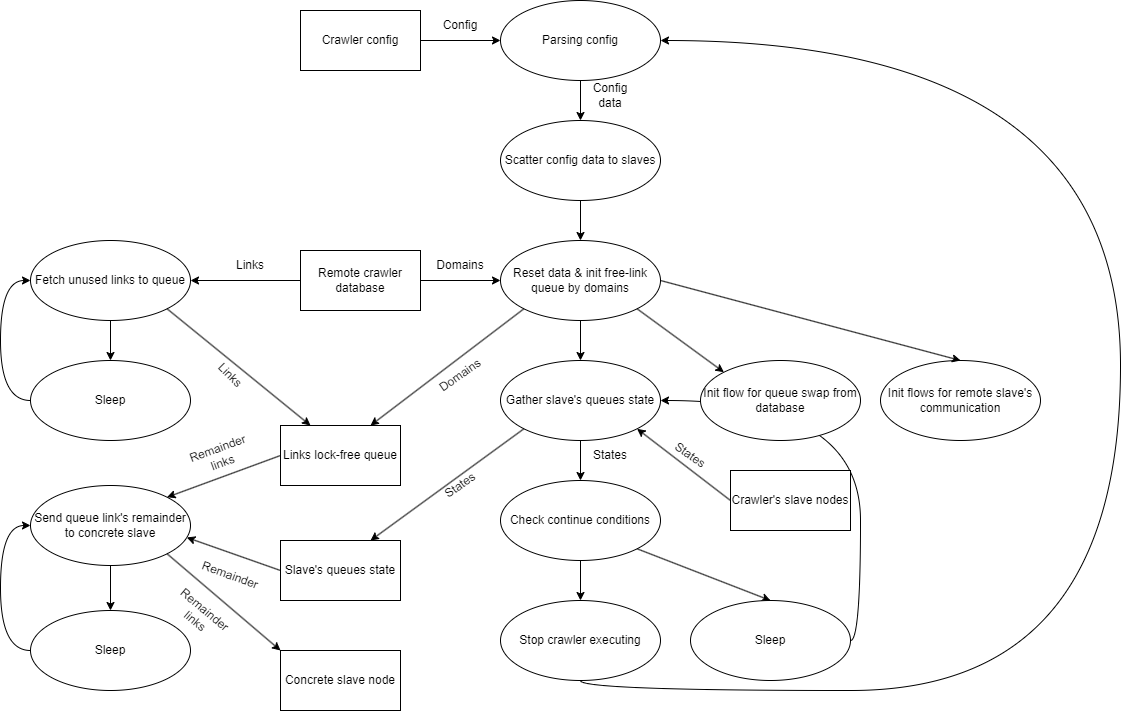 Crawler config
Config
Parsing config
Config
data
Scatter config data to slaves
Fetch unused links to queue
Links
Remote crawler
database
Domains
Reset data & init free-link
queue by domains
Sleep
Links
Domains
Gather slave's queues state
Init flow for queue swap from
database
Init flows for remote slave's
communication
Remainder
links
Links lock-free queue
States
States
States
Crawler's slave nodes
Send queue link's remainder
to concrete slave
Check continue conditions
Remainder
Slave's queues state
Remainder
links
Sleep
Stop crawler executing
Sleep
Concrete slave node